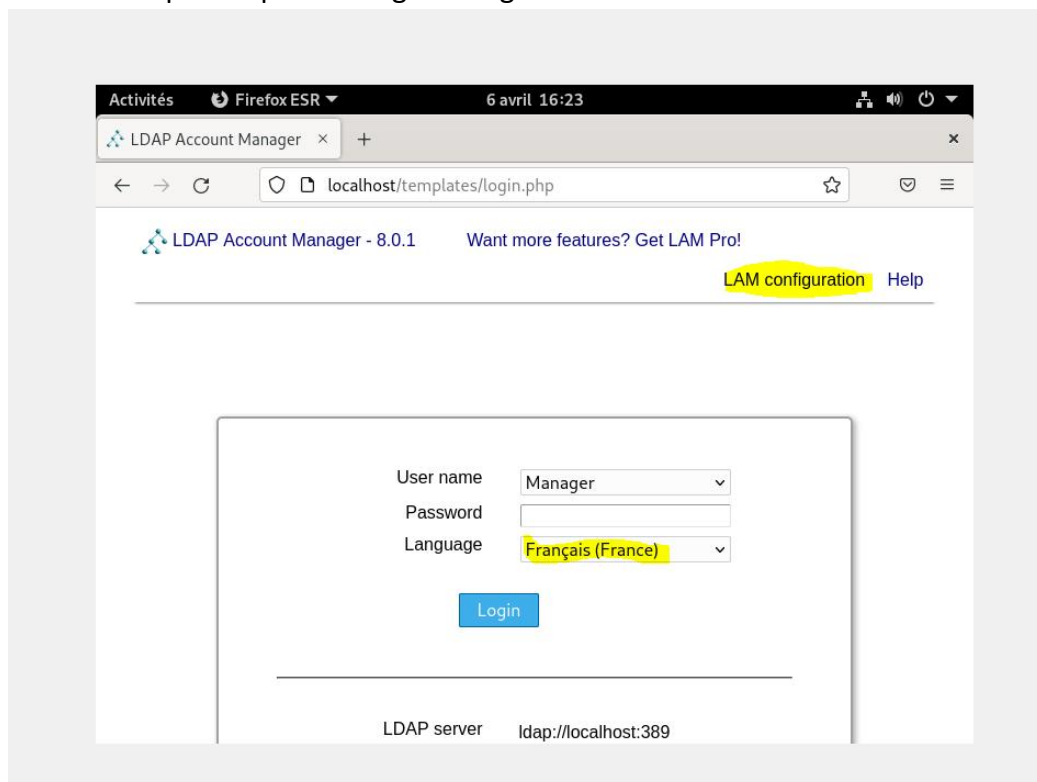 Activités Firefox ESR 6 avril 16:23
LDAP Account Manager × +
localhost/templates/login.php
LDAP Account Manager - 8.0.1 Want more features? Get LAM Pro!
LAM configuration Help
User name Manager
Password
Language Français (France)
Login
LDAP server ldap://localhost:389